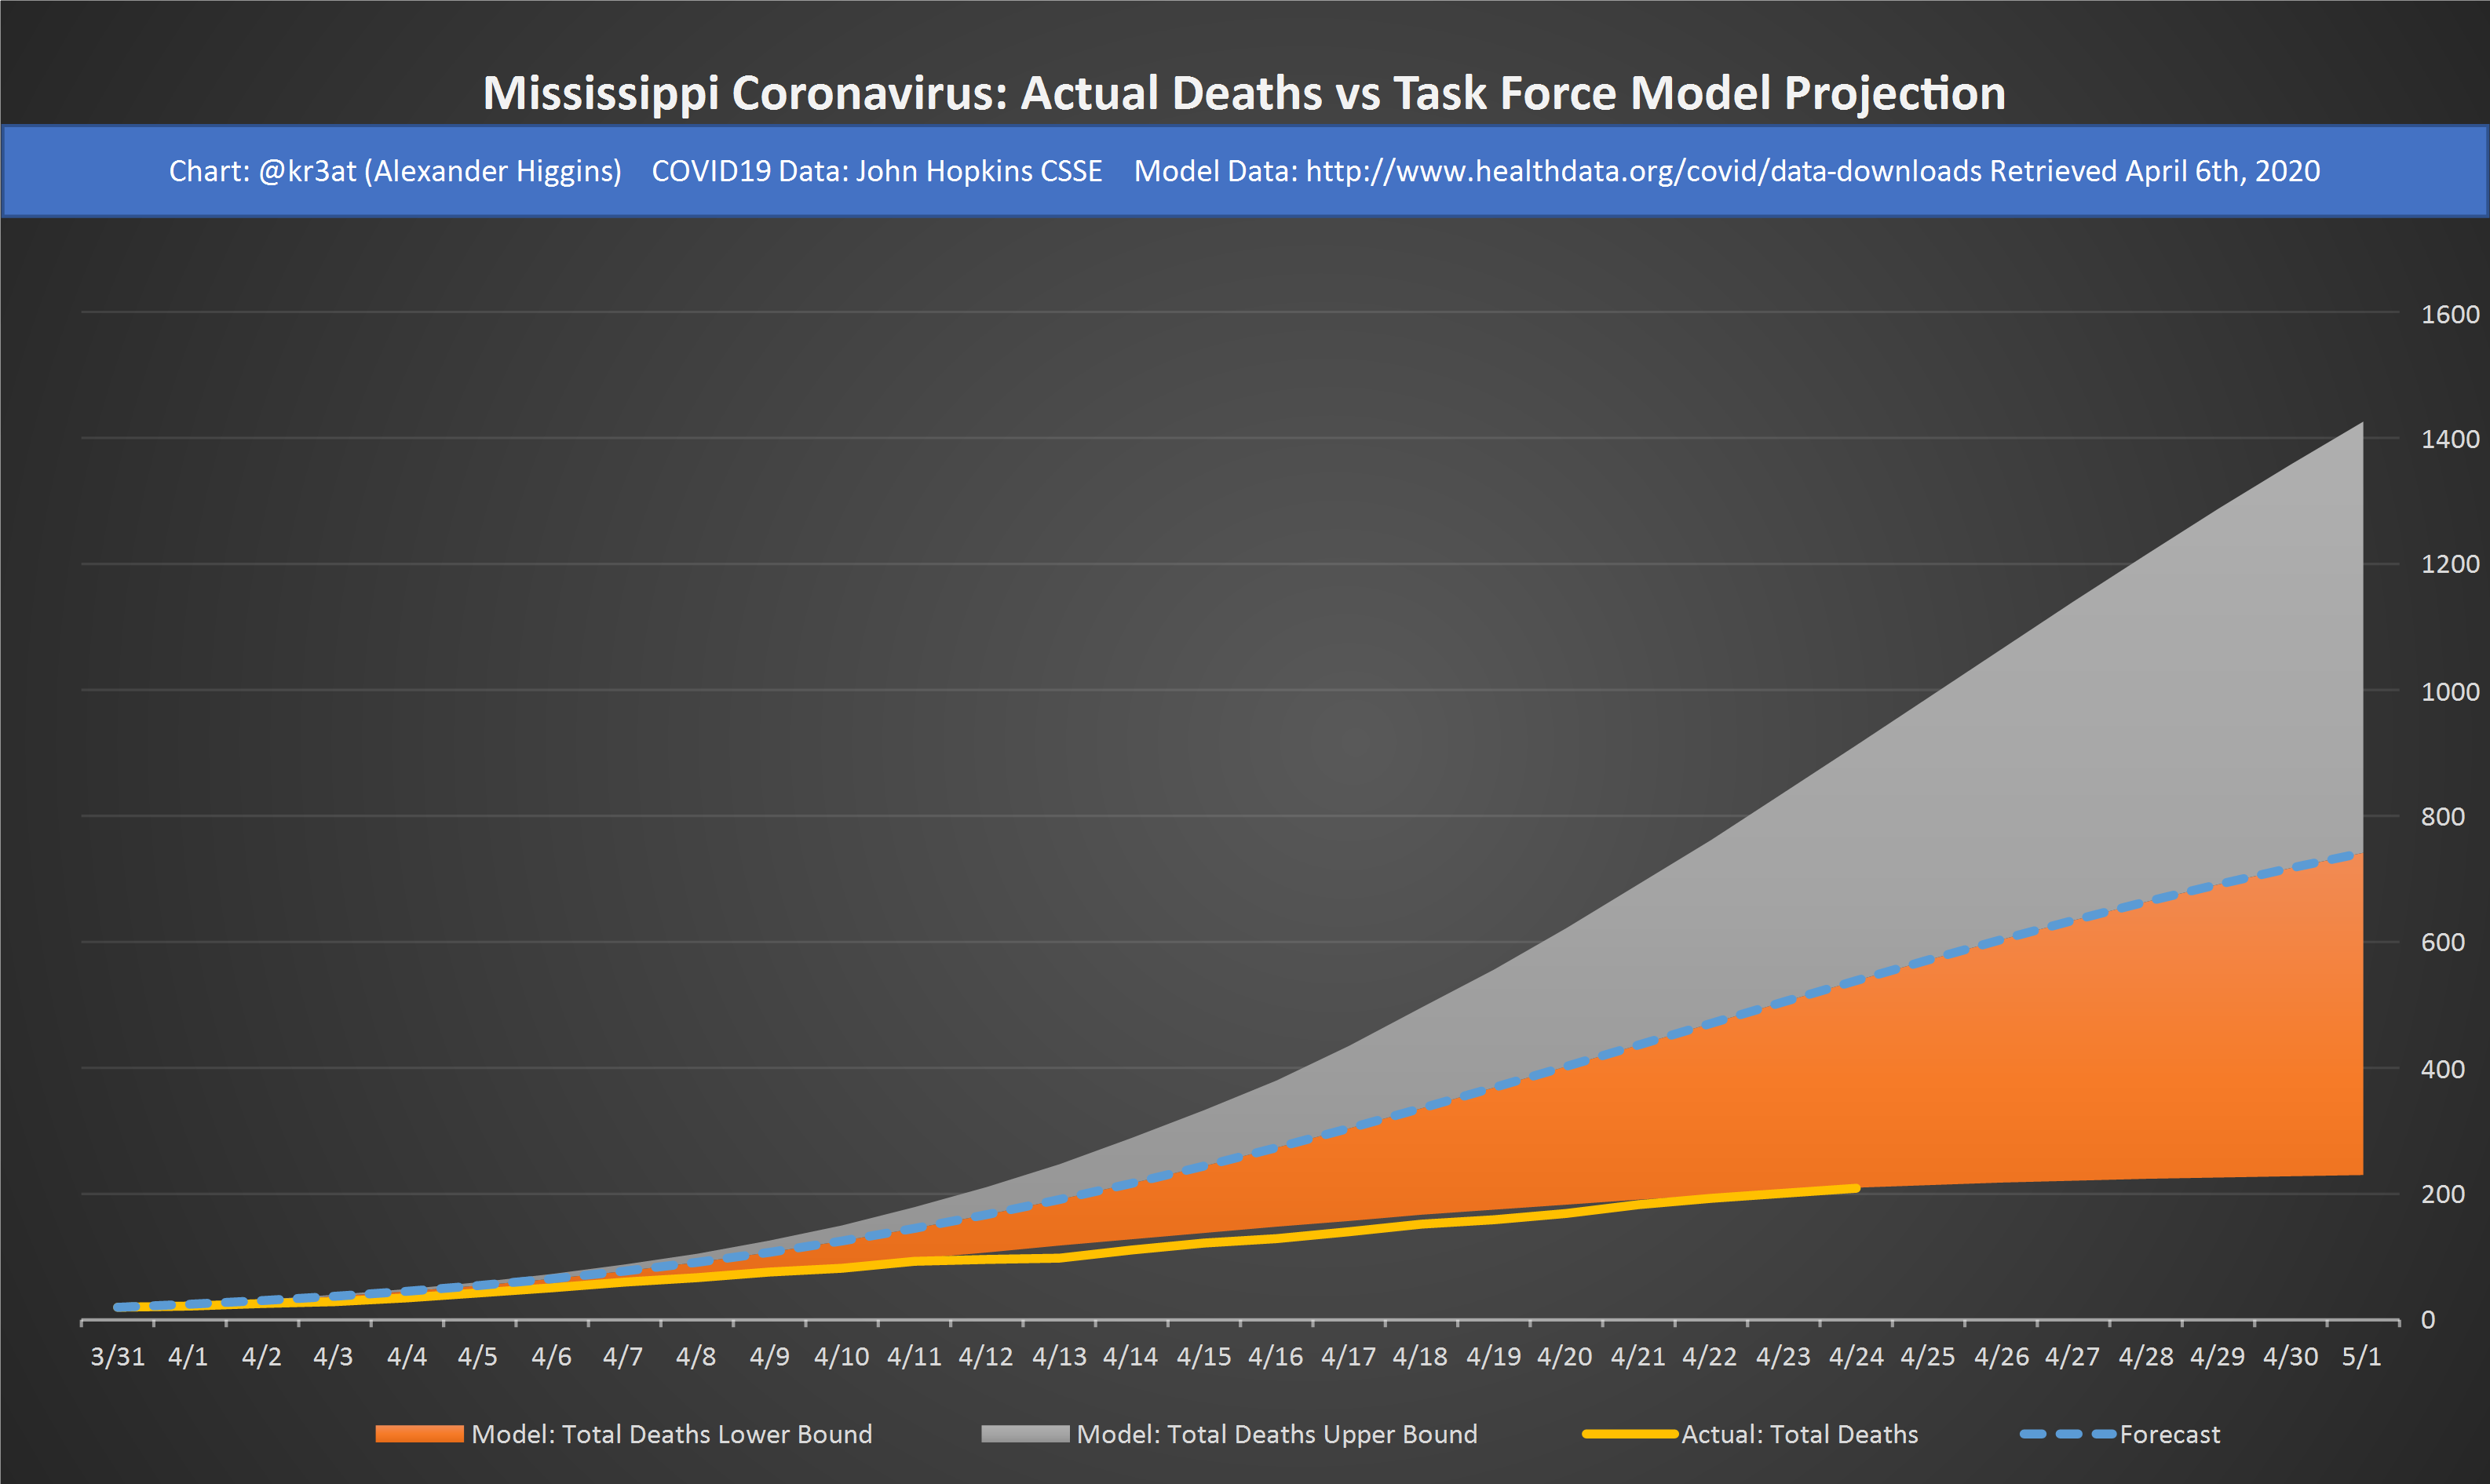 Mississippi Coronavirus: Actual Deaths vs Task Force Model Projection
Chart: @kr3at (Alexander Higgins) COVID19 Data: John Hopkins CSSE Model Data: http://www.healthdata.org/covid/data-downloads Retrieved April 6th, 2020
1600
1400
1200
1000
800
600
400
200
0
3/31 4/1 4/2 4/3 4/4 4/5 4/6 4/7 4/8 4/9 4/10 4/11 4/12 4/13 4/14 4/15 4/16 4/17 4/18 4/19 4/20 4/21 4/22 4/23 4/24 4/25 4/26 4/27 4/28 4/29 4/30 5/1
Model: Total Deaths Lower Bound Model: Total Deaths Upper Bound Actual: Total Deaths Forecast